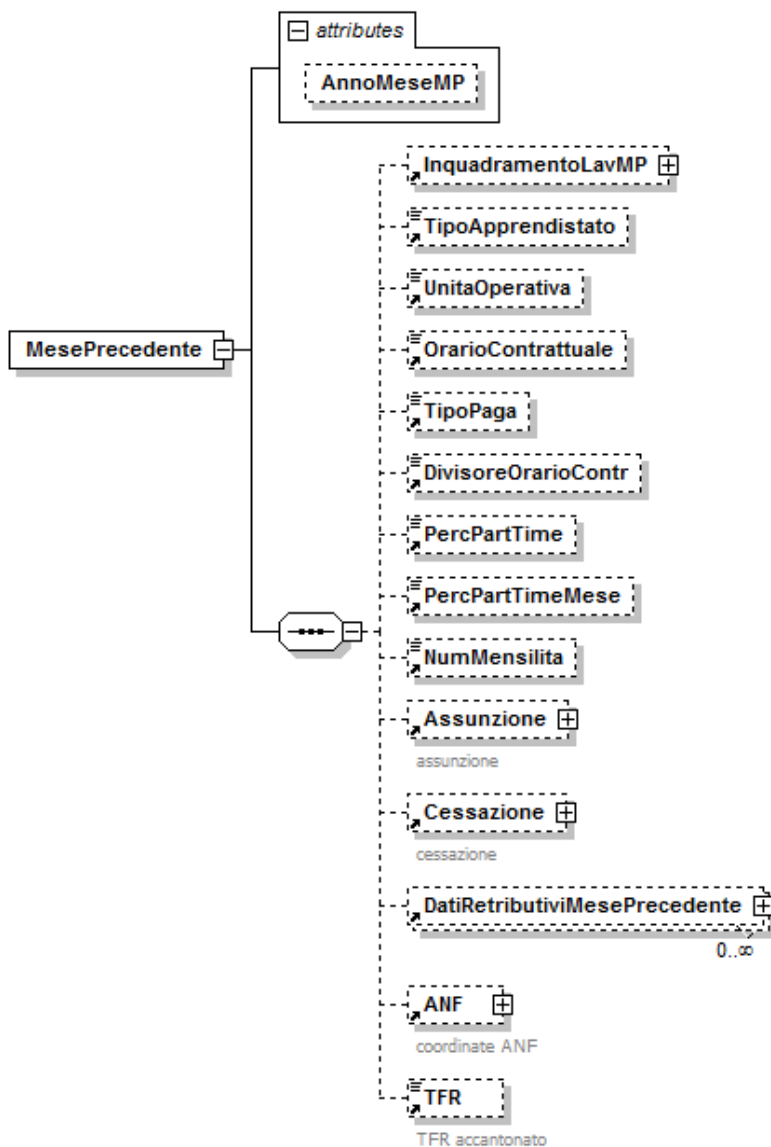 attributes
AnnoMeseMP
InquadramentoLavMP
TipoApprendistato
UnitaOperativa
MesePrecedente
OrarioContrattuale
TipoPaga
DivisoreOrarioContr
PercPartTime
PercPartTimeMese
NumMensilita
Assunzione
assunzione
Cessazione
cessazione
DatiRetributiviMesePrecedente
0..∞
ANF
coordinate ANF
TFR
TFR accantonato